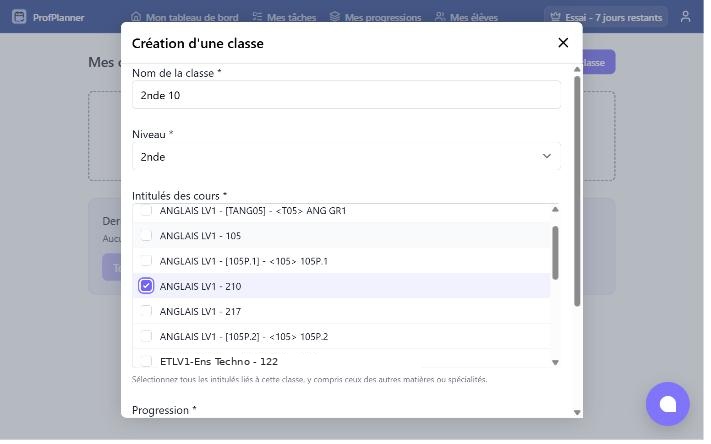 ProfPlanner
Mon tableau de bord
Mes tâches
Mes progressions
Mes élèves
Essai - 7 jours restants
Création d'une classe
Mes
Nom de la classe *
2nde 10
Niveau *
2nde
Intitulés des cours *
ANGLAIS LV1 - [TANG05] - <T05> ANG GR1
ANGLAIS LV1 - 105
ANGLAIS LV1 - [105P.1] - <105> 105P.1
ANGLAIS LV1 - 210
ANGLAIS LV1 - 217
ANGLAIS LV1 - [105P.2] - <105> 105P.2
ETLV1-Ens Techno - 122
Sélectionnez tous les intitulés liés à cette classe, y compris ceux des autres matières ou spécialités.
Progression *